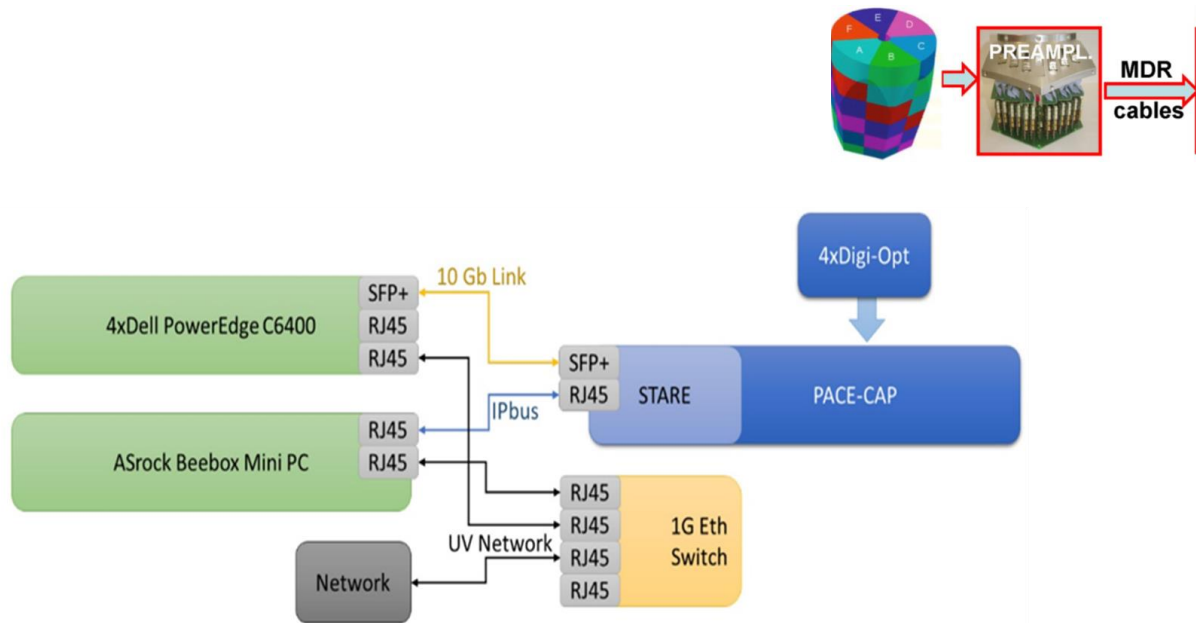 E
F
D
A
B
C
PREAMPL.
MDR
cables
4xDigi-Opt
10 Gb Link
4xDell PowerEdge C6400
SFP+
RJ45
RJ45
SFP+
RJ45
STARE
PACE-CAP
IPbus
ASrock Beebox Mini PC
RJ45
RJ45
RJ45
RJ45
RJ45
RJ45
1G Eth
Switch
UV Network
Network